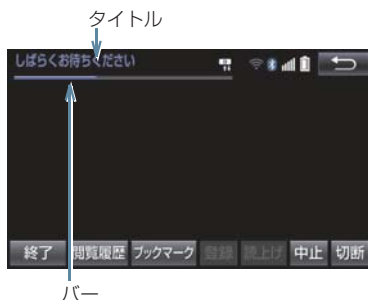 タイトル
しばらくお待ちください
終了 閲覧履歴 ブックマーク 登録 読上げ 中止 切断
バー